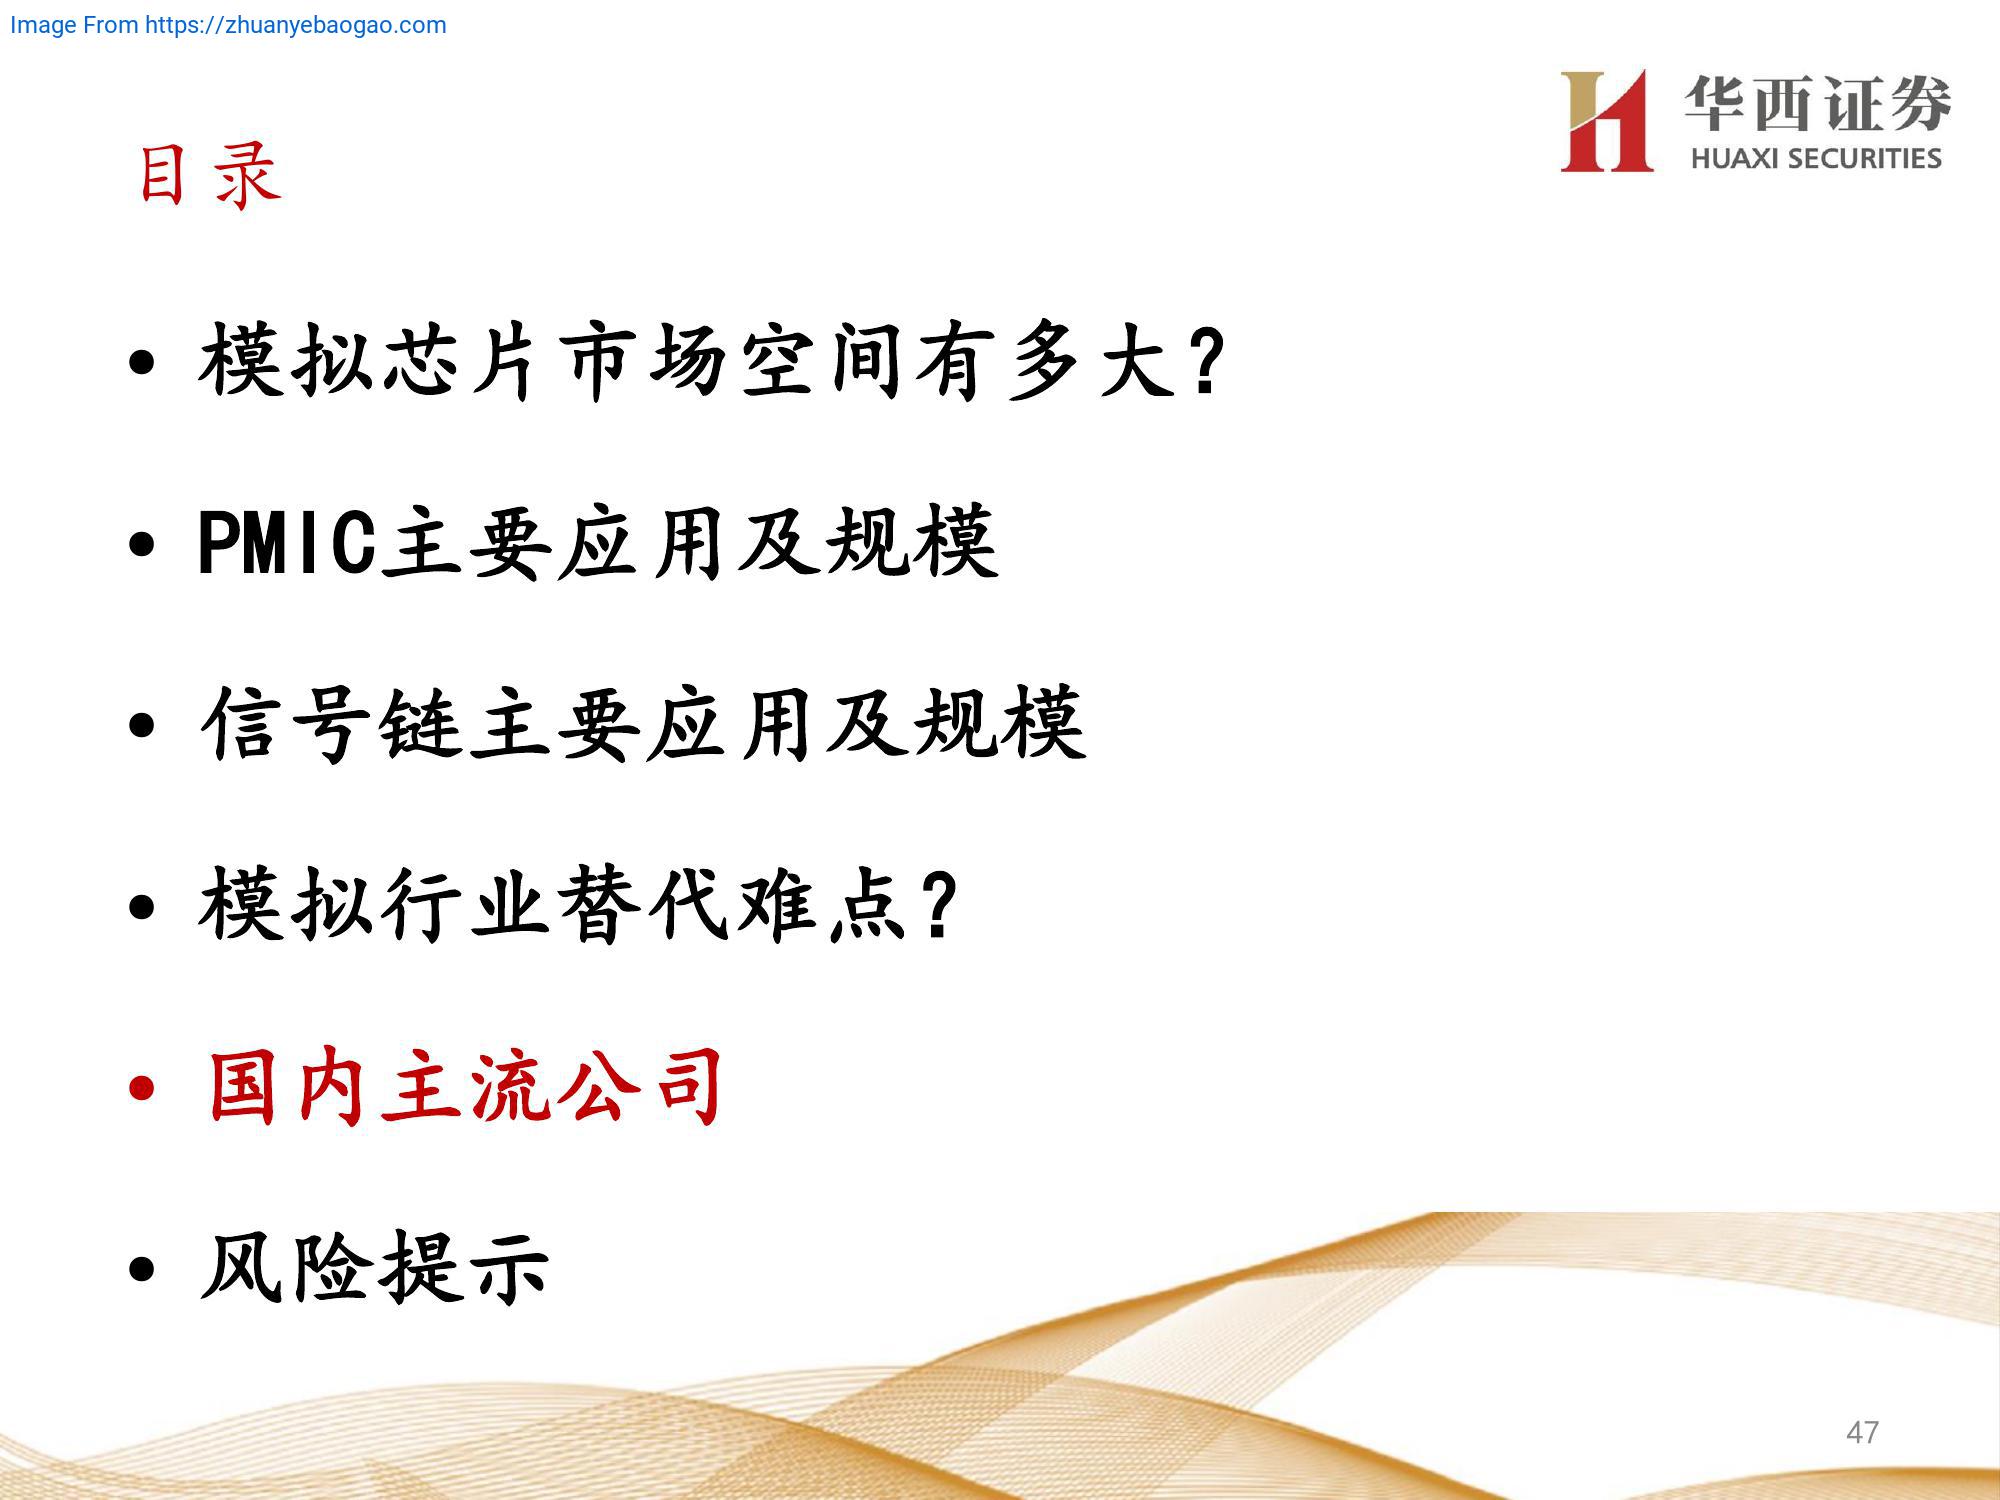 Image From https://zhuanyebaogao.com
华西证券
HUAXI SECURITIES
目录
• 模拟芯片市场空间有多大?
• PMIC主要应用及规模
• 信号链主要应用及规模
• 模拟行业替代难点?
• 国内主流公司
• 风险提示
47